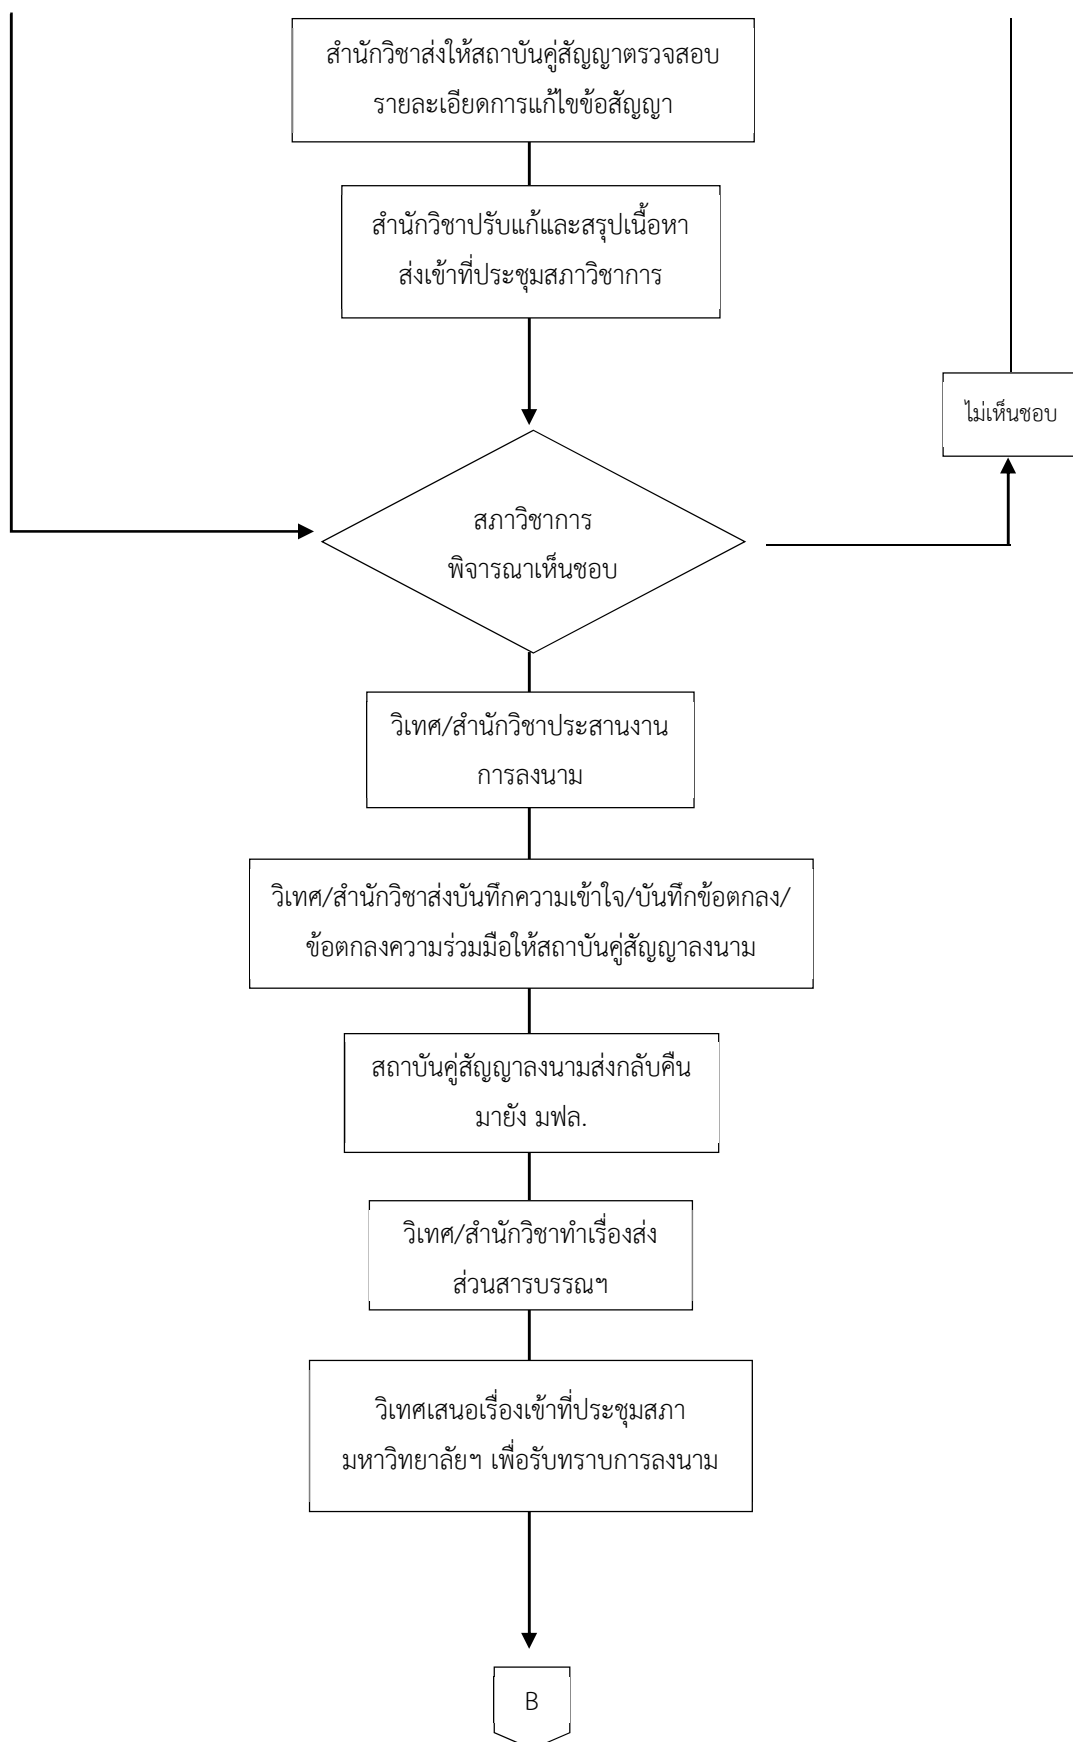 สำนักวิชาส่งให้สถาบันคู่สัญญาตรวจสอบ
รายละเอียดการแก้ไขข้อสัญญา
สำนักวิชาปรับแก้และสรุปเนื้อหา
ส่งเข้าที่ประชุมสภาวิชาการ
ไม่เห็นชอบ
สภาวิชาการ
พิจารณาเห็นชอบ
วิเทศ/สำนักวิชาประสานงาน
การลงนาม
วิเทศ/สำนักวิชาส่งบันทึกความเข้าใจ/บันทึกข้อตกลง/
ข้อตกลงความร่วมมือให้สถาบันคู่สัญญาลงนาม
สถาบันคู่สัญญาลงนามส่งกลับคืน
มายัง มฟล.
วิเทศ/สำนักวิชาทำเรื่องส่ง
ส่วนสารบรรณฯ
วิเทศเสนอเรื่องเข้าที่ประชุมสภา
มหาวิทยาลัยฯ เพื่อรับทราบการลงนาม
B